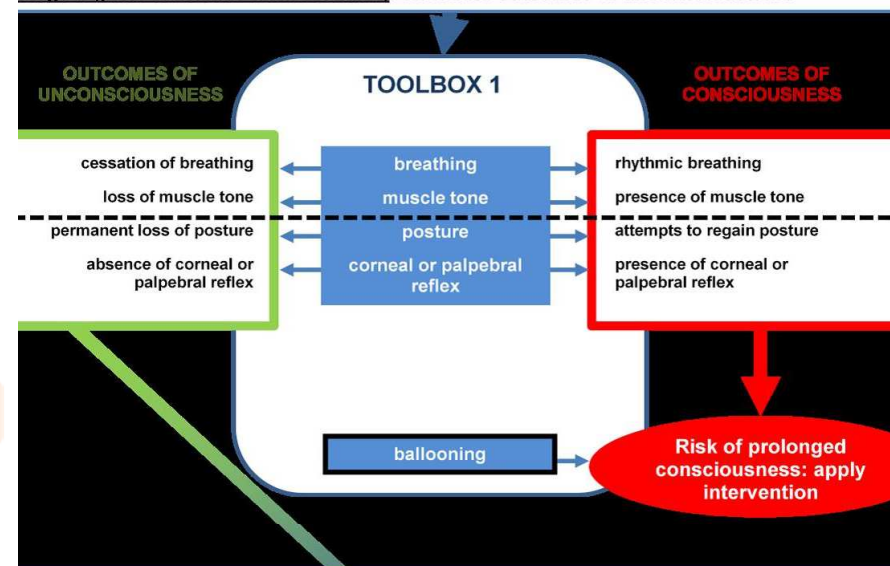 OUTCOMES OF
UNCONSCIOUSNESS
TOOLBOX 1
OUTCOMES OF
CONSCIOUSNESS
cessation of breathing
breathing
rhythmic breathing
loss of muscle tone
muscle tone
presence of muscle tone
permanent loss of posture
posture
attempts to regain posture
absence of corneal or
palpebral reflex
corneal or palpebral
reflex
presence of corneal or
palpebral reflex
ballooning
Risk of prolonged
consciousness: apply
intervention